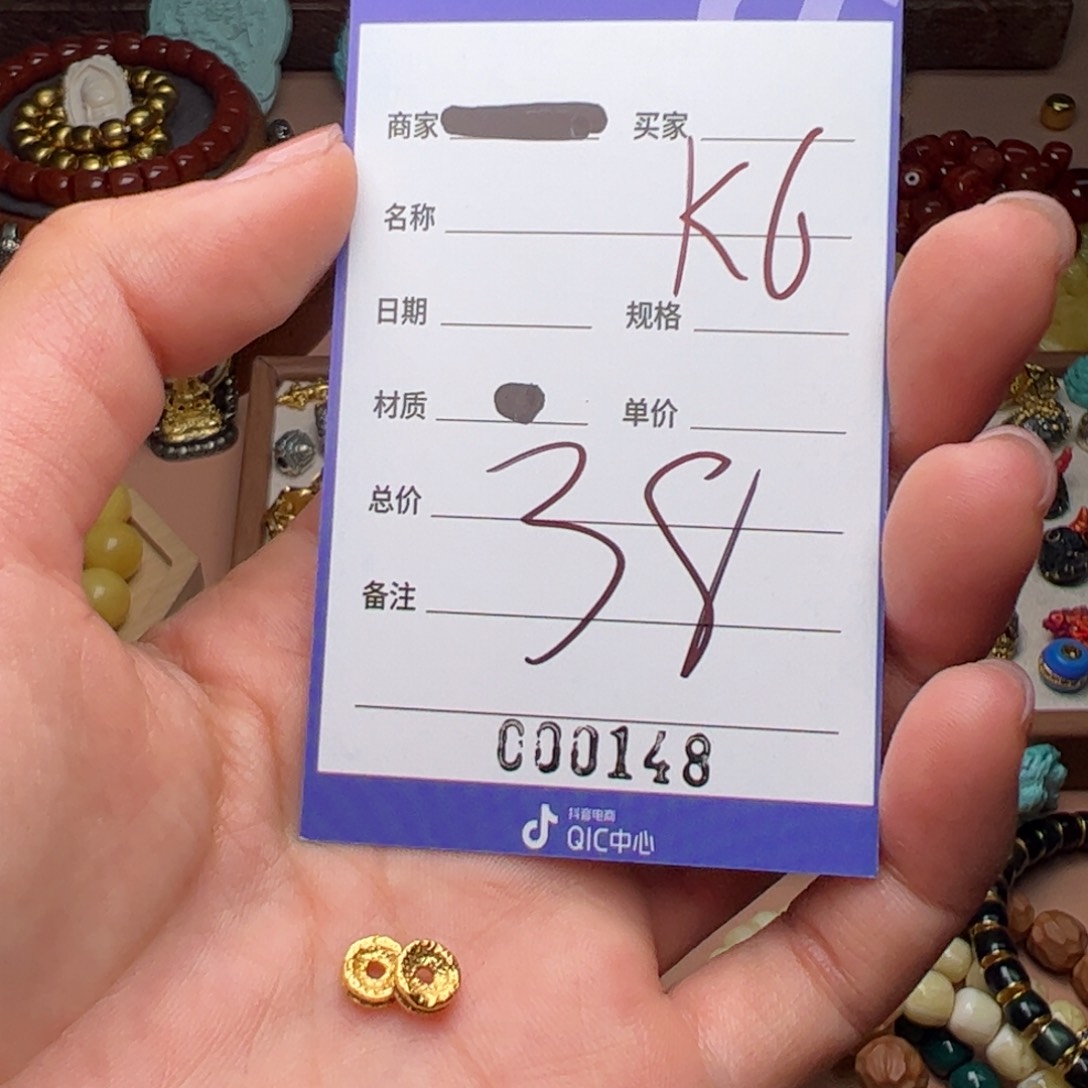 商家 买家
K6
名称
日期 规格
材质 单价
38
总价
备注
C00148
抖音电商
QIC中心